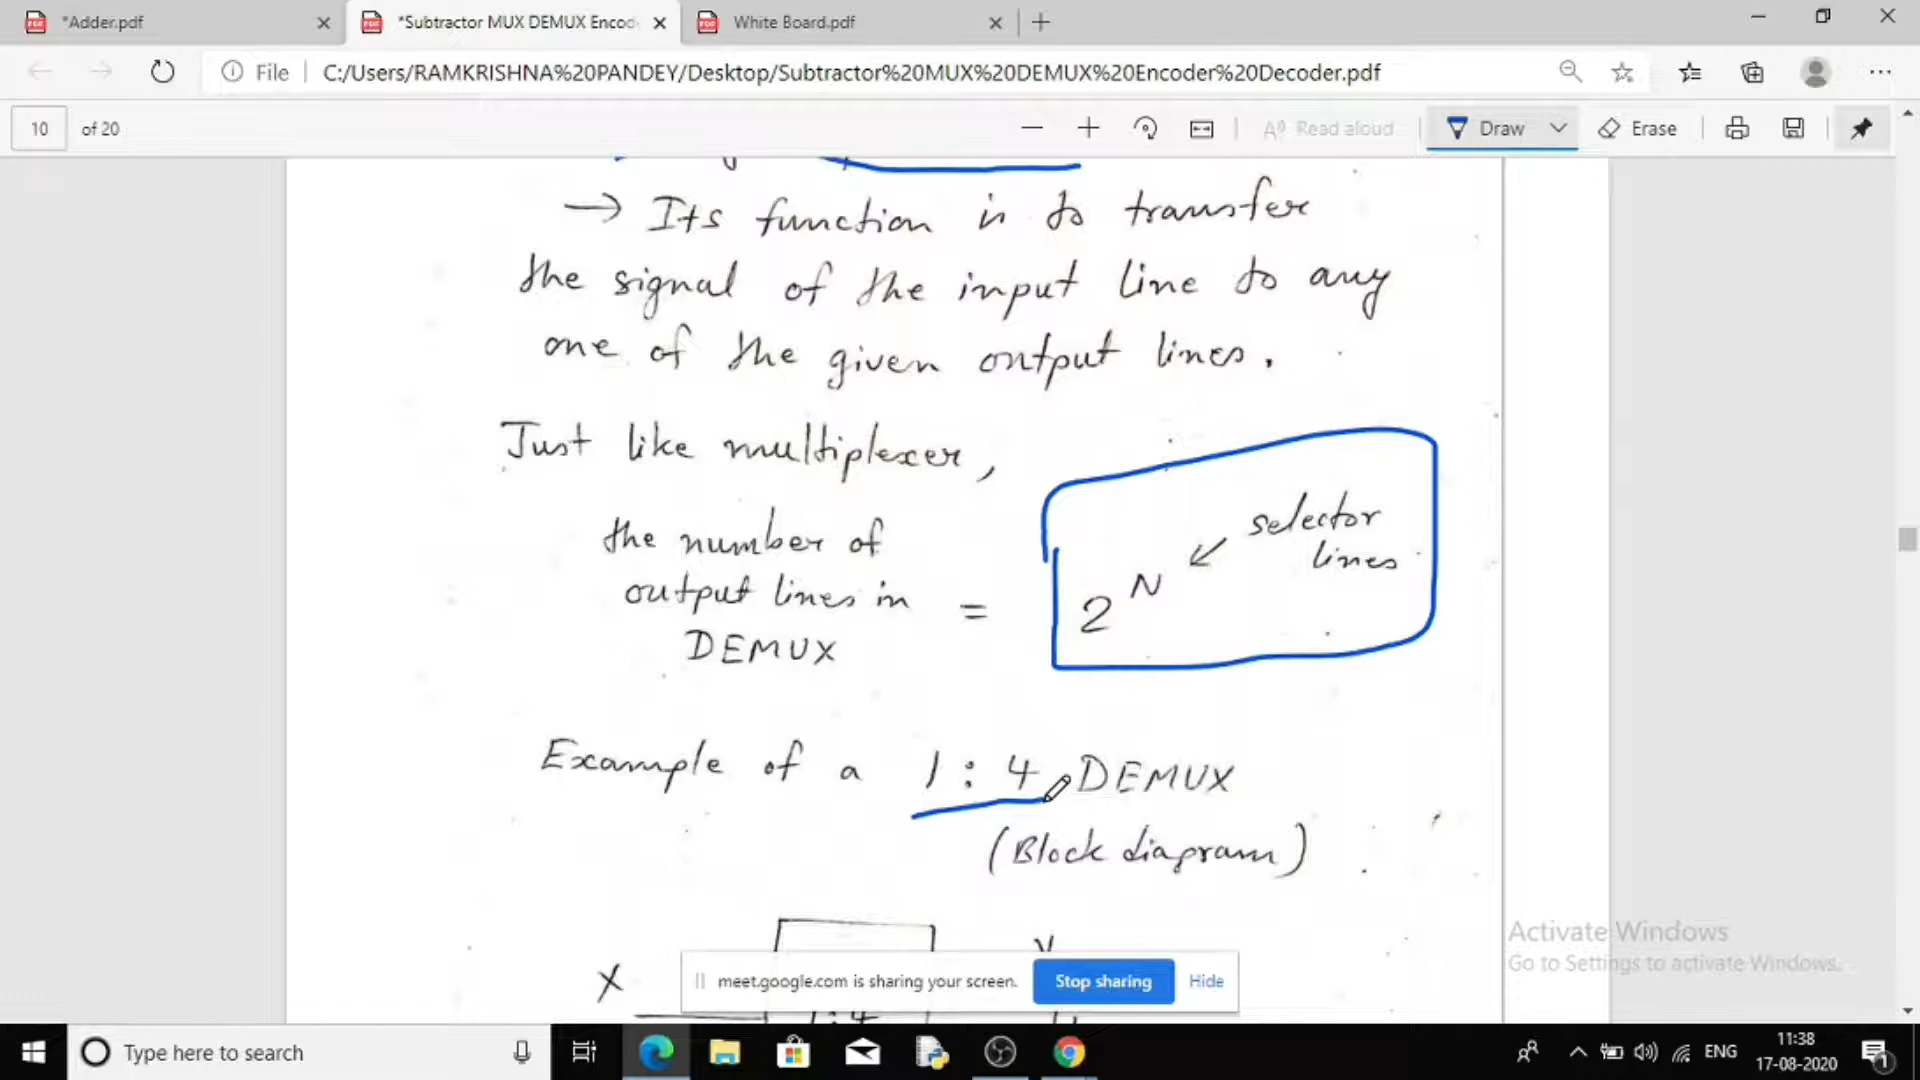 *Adder.pdf
*Subtractor MUX DEMUX Encod
White Board.pdf
File
C:/Users/RAMKRISHNA%20PANDEY/Desktop/Subtractor%20MUX%20DEMUX%20Encoder%20Decoder.pdf
10 of 20
Read aloud
Draw
Erase
→ Its function is to transfer
the signal of the input line to any
one of the given output lines.
Just like multiplexer,
the number of
output lines in
DEMUX
=
2^N
selector
lines
Example of a 1:4 DEMUX
(Block diagram)
X
meet.google.com is sharing your screen.
Stop sharing
Hide
Activate Windows
Go to Settings to activate Windows.
Type here to search
ENG
11:38
17-08-2020
1